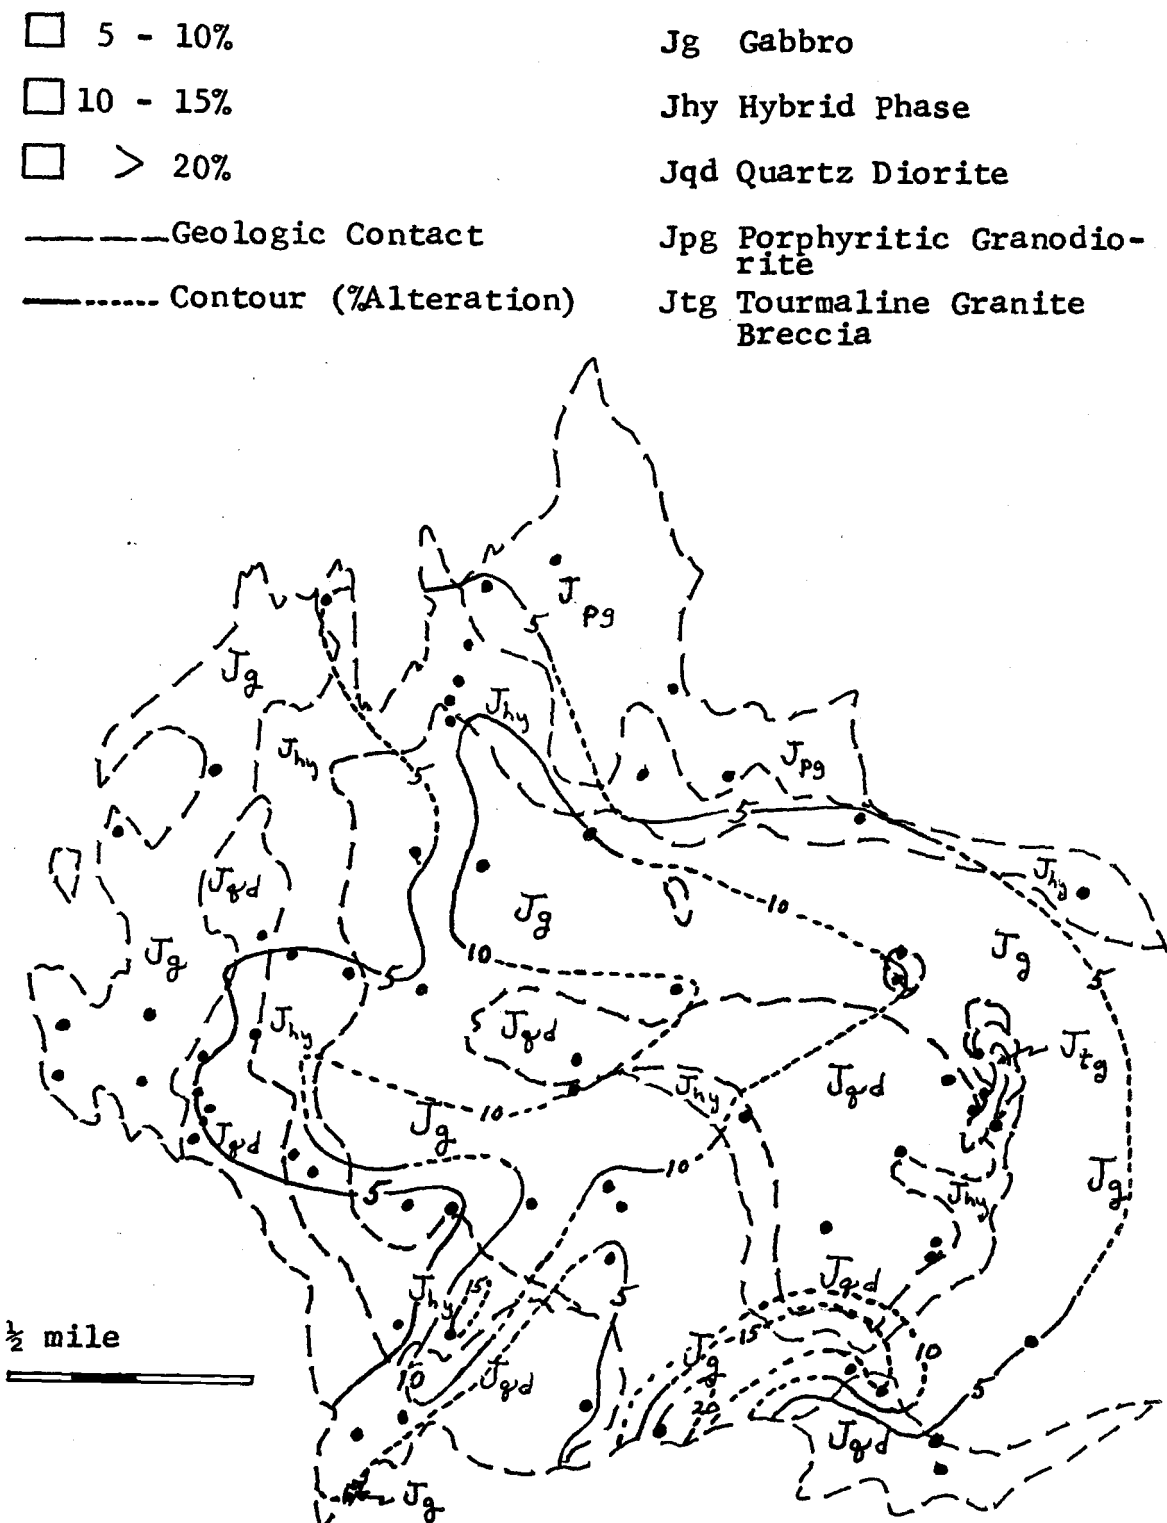 5 - 10%
10 - 15%
> 20%
Geologic Contact
Contour (%Alteration)
Jg Gabbro
Jhy Hybrid Phase
Jqd Quartz Diorite
Jpg Porphyritic Granodio-
rite
Jtg Tourmaline Granite
Breccia
Jpg
5
Jg
Jhy
Jhy
Jpg
5
5
Jhy
Jqd
Jg
10
Jg
10
Jg
5
5
Jhy
Jqd
Jtg
Jhy
Jqd
10
Jg
Jqd
10
Jg
5
Jhy
Jhy
15
Jqd
5
½ mile
15
Jg
10
10
Jqd
5
20
Jqd
Jg